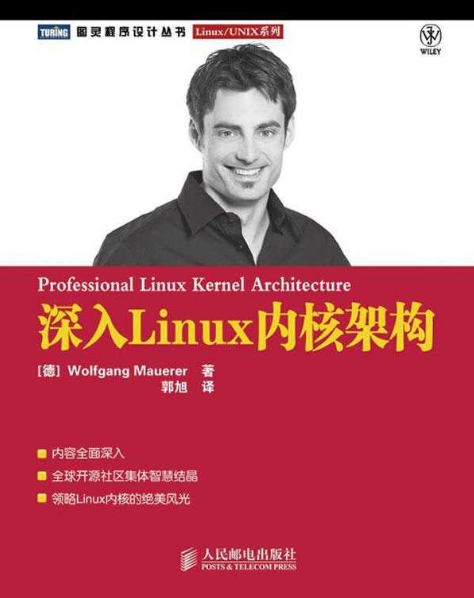 TURING 图灵程序设计丛书 Linux/UNIX系列
WILEY
Professional Linux Kernel Architecture
深入Linux内核架构
[德] Wolfgang Mauerer 著
郭旭 译
内容全面深入
全球开源社区集体智慧结晶
领略Linux内核的绝美风光
人民邮电出版社
POSTS & TELECOM PRESS